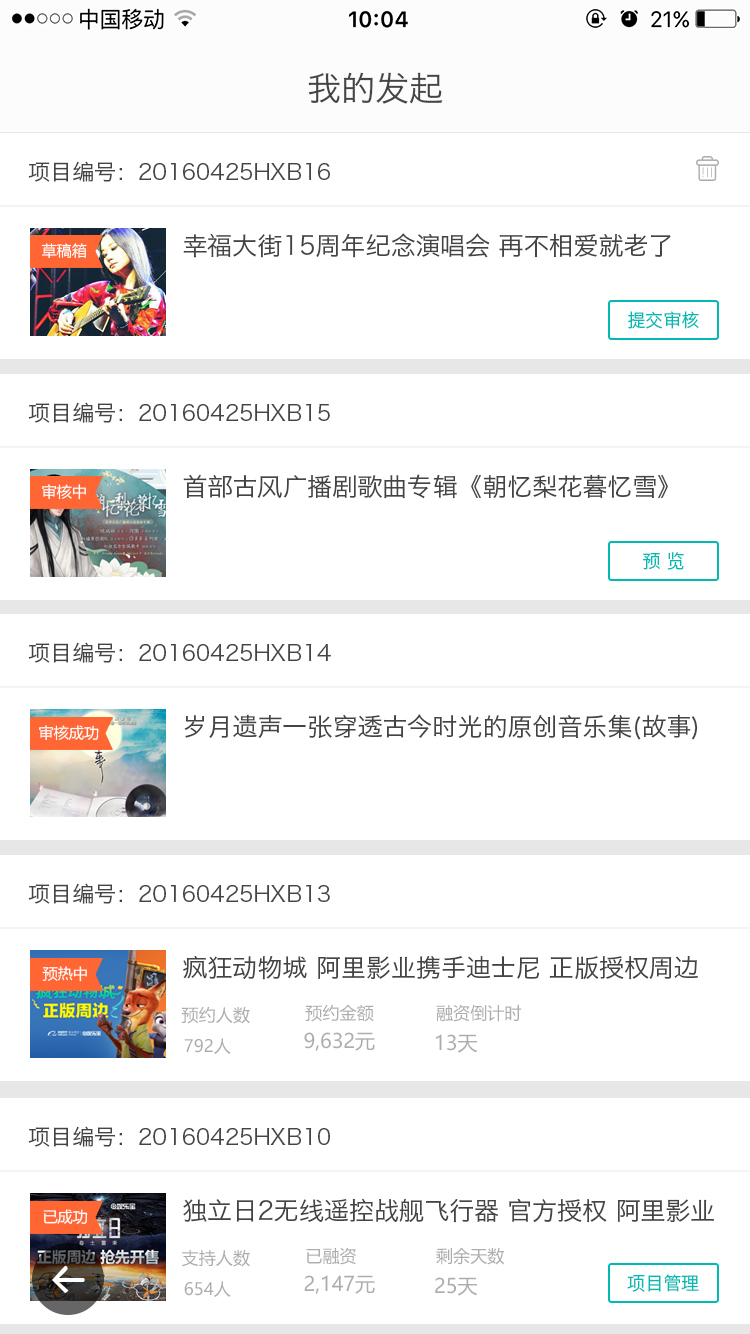 中国移动 10:04 21%
我的发起
项目编号：20160425HXB16
草稿箱
幸福大街15周年纪念演唱会 再不相爱就老了
提交审核
项目编号：20160425HXB15
审核中
首部古风广播剧歌曲专辑《朝忆梨花暮忆雪》
预 览
项目编号：20160425HXB14
审核成功
岁月遗声一张穿透古今时光的原创音乐集(故事)
项目编号：20160425HXB13
预热中
疯狂动物城
正版周边
疯狂动物城 阿里影业携手迪士尼 正版授权周边
预约人数 预约金额 融资倒计时
792人 9,632元 13天
项目编号：20160425HXB10
已成功
正版周边 抢先开售
独立日2无线遥控战舰飞行器 官方授权 阿里影业
支持人数 已融资 剩余天数
654人 2,147元 25天
项目管理